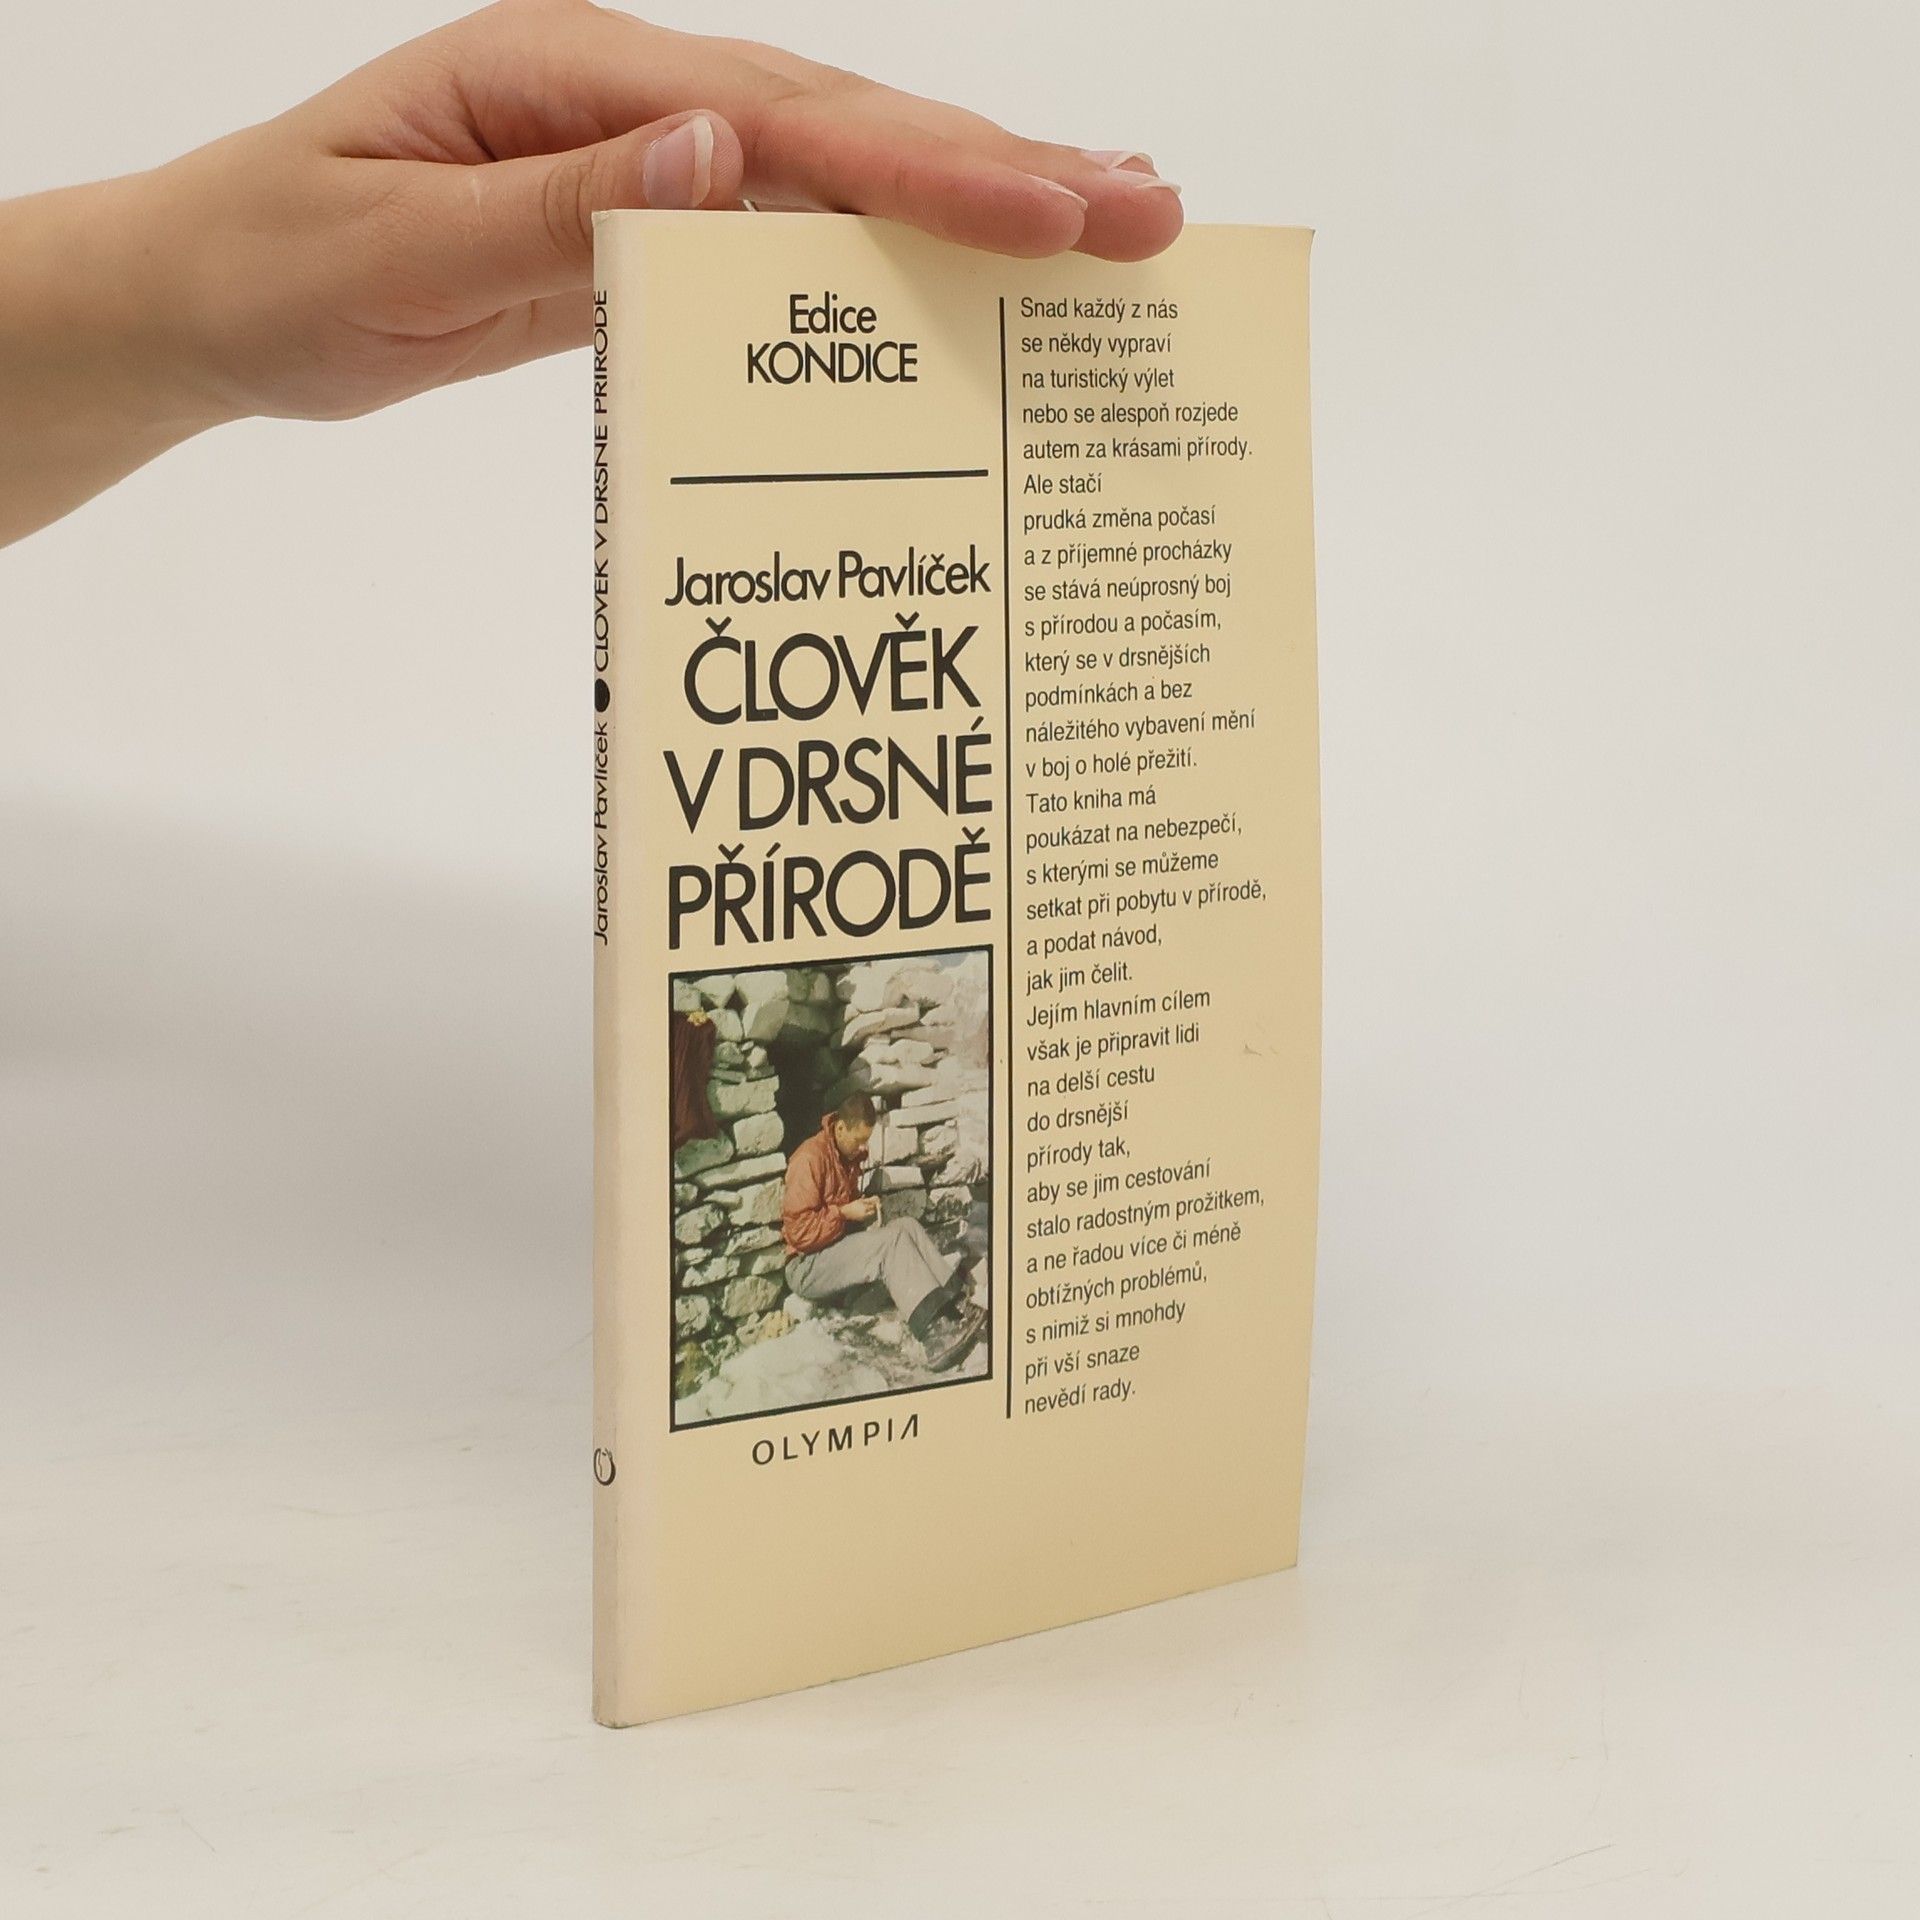 Jaroslav Pavlíček ● ČLOVĚK V DRSNÉ PŘÍRODĚ
Edice
KONDICE
Jaroslav Pavlíček
ČLOVĚK
V DRSNÉ
PŘÍRODĚ
OLYMPIA
Snad každý z nás
se někdy vypraví
na turistický výlet
nebo se alespoň rozjede
autem za krásami přírody.
Ale stačí
prudká změna počasí
a z příjemné procházky
se stává neúprosný boj
s přírodou a počasím,
který se v drsnějších
podmínkách a bez
náležitého vybavení mění
v boj o holé přežití.
Tato kniha má
poukázat na nebezpečí,
s kterými se můžeme
setkat při pobytu v přírodě,
a podat návod,
jak jim čelit.
Jejím hlavním cílem
však je připravit lidi
na delší cestu
do drsnější
přírody tak,
aby se jim cestování
stalo radostným prožitkem,
a ne řadou více či méně
obtížných problémů,
s nimiž si mnohdy
při vší snaze
nevědí rady.